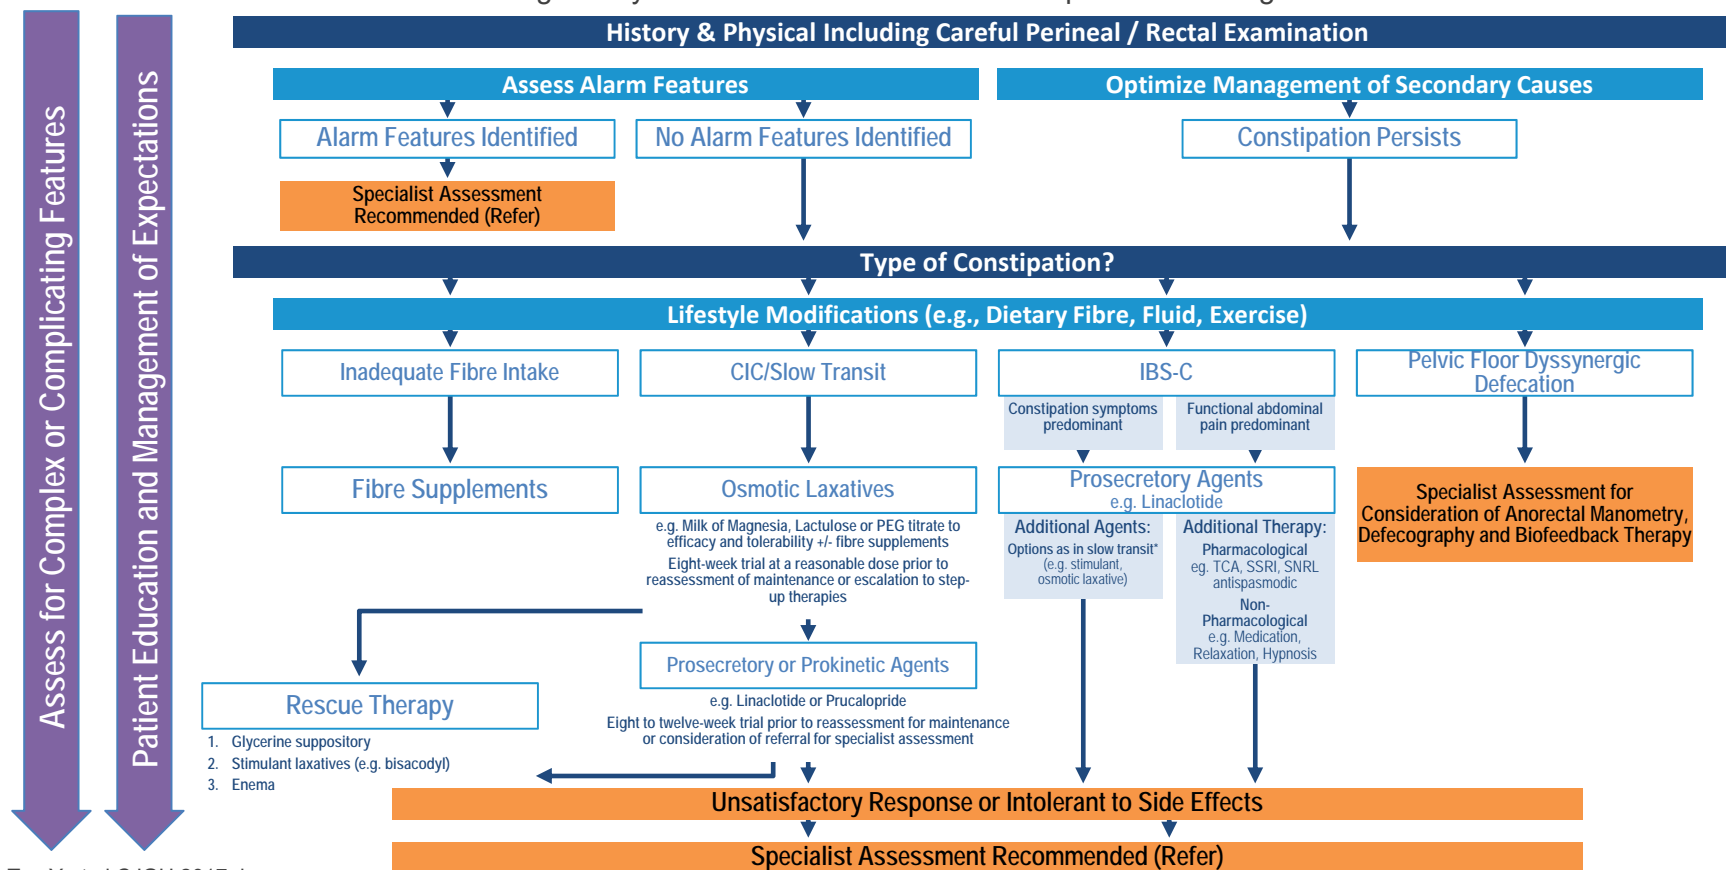 History & Physical Including Careful Perineal / Rectal Examination
Assess Alarm Features
Optimize Management of Secondary Causes
Alarm Features Identified
No Alarm Features Identified
Constipation Persists
Specialist Assessment
Recommended (Refer)
Type of Constipation?
Lifestyle Modifications (e.g., Dietary Fibre, Fluid, Exercise)
Inadequate Fibre Intake
CIC/Slow Transit
IBS-C
Pelvic Floor Dyssynergic
Defecation
Constipation symptoms
predominant
Functional abdominal
pain predominant
Fibre Supplements
Osmotic Laxatives
e.g. Milk of Magnesia, Lactulose or PEG titrate to
efficacy and tolerability +/- fibre supplements
Eight-week trial at a reasonable dose prior to
reassessment of maintenance or escalation to step-
up therapies
Prosecretory Agents
e.g. Linaclotide
Additional Agents:
Options as in slow transit*
(e.g. stimulant,
osmotic laxative)
Additional Therapy:
Pharmacological
eg. TCA, SSRI, SNRL
antispasmodic
Non-
Pharmacological
e.g. Medication,
Relaxation, Hypnosis
Specialist Assessment for
Consideration of Anorectal Manometry,
Defecography and Biofeedback Therapy
Prosecretory or Prokinetic Agents
e.g. Linaclotide or Prucalopride
Eight to twelve-week trial prior to reassessment for maintenance
or consideration of referral for specialist assessment
Rescue Therapy
1. Glycerine suppository
2. Stimulant laxatives (e.g. bisacodyl)
3. Enema
Unsatisfactory Response or Intolerant to Side Effects
Specialist Assessment Recommended (Refer)
Assess for Complex or Complicating Features
Patient Education and Management of Expectations